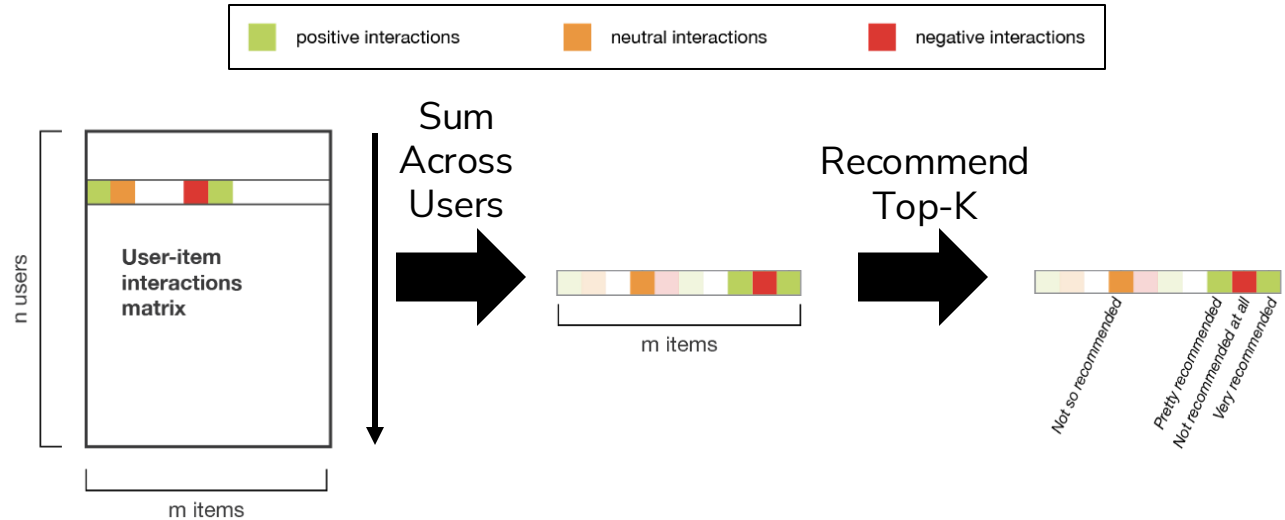 positive interactions
neutral interactions
negative interactions
n users
User-item
interactions
matrix
m items
Sum
Across
Users
m items
Recommend
Top-K
Not so recommended
Pretty recommended
Not recommended at all
Very recommended